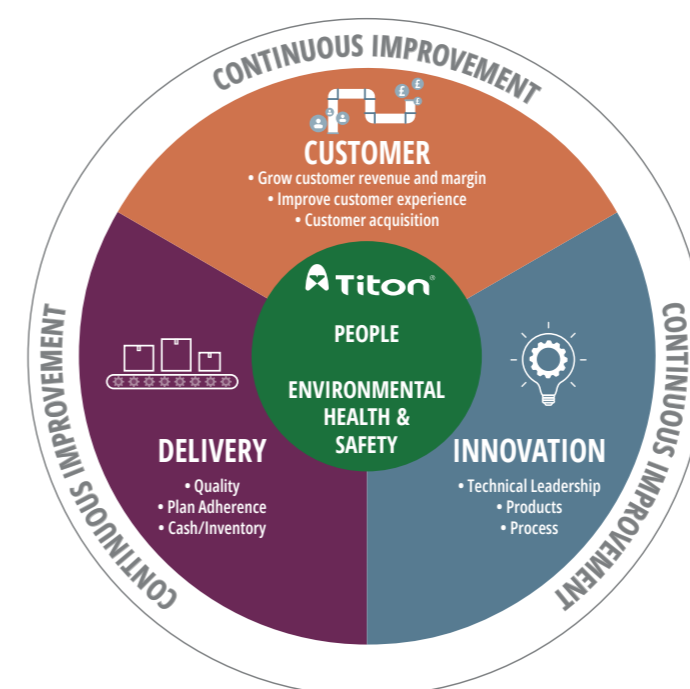 CONTINUOUS IMPROVEMENT
££
£
CUSTOMER
• Grow customer revenue and margin
• Improve customer experience
• Customer acquisition
Titon®
PEOPLE
ENVIRONMENTAL
HEALTH &
SAFETY
DELIVERY
• Quality
• Plan Adherence
• Cash/Inventory
INNOVATION
• Technical Leadership
• Products
• Process
CONTINUOUS IMPROVEMENT
CONTINUOUS IMPROVEMENT